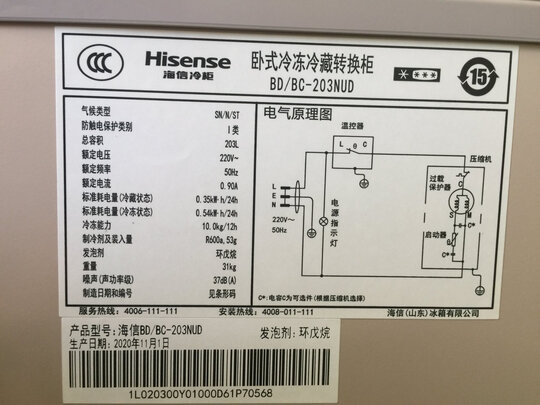 CCC Hisense 卧式冷冻冷藏转换柜 15
海信冷柜 BD/BC-203NUD
气候类型 SN/N/ST
防触电保护类别 I类
总容积 203L
额定电压 220V~
额定频率 50Hz
额定电流 0.90A
标准耗电量(冷藏状态) 0.35kW·h/24h
标准耗电量(冷冻状态) 0.54kW·h/24h
冷冻能力 10.0kg/12h
制冷剂及装入量 R600a,53g
发泡剂 环戊烷
重量 31kg
噪声(声功率级) 37dB(A)
制造日期和编号 见条形码
电气原理图
温控器
L θ C
压缩机
过载
保护器
C
L
E
N
220V~
50Hz
电源指示灯
S M
启动器
C*
C*
C*:电容C为可选件(根据压缩机选择)
服务热线:4006-111-111 安装热线:4008-011-111 海信(山东)冰箱有限公司
产品型号:海信BD/BC-203NUD 发泡剂:环戊烷
生产日期:2020年11月1日
1L020300Y01000D61P70568